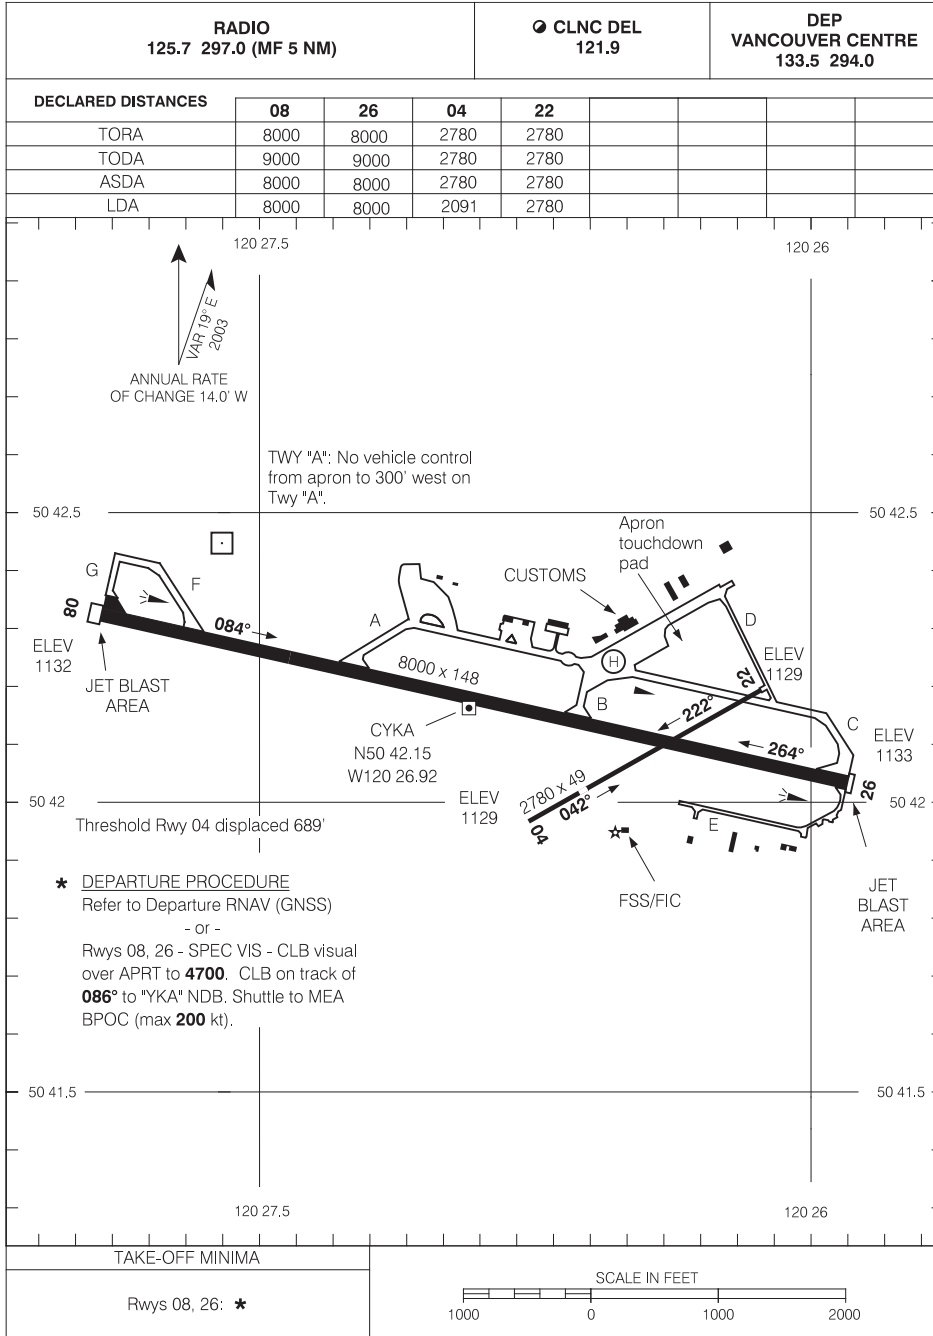 RADIO
125.7 297.0 (MF 5 NM)
CLNC DEL
121.9
DEP
VANCOUVER CENTRE
133.5 294.0
DECLARED DISTANCES
08 26 04 22
TORA 8000 8000 2780 2780
TODA 9000 9000 2780 2780
ASDA 8000 8000 2780 2780
LDA 8000 8000 2091 2780
120 27.5
120 26
VAR 19° E
2003
ANNUAL RATE
OF CHANGE 14.0' W
TWY "A": No vehicle control
from apron to 300' west on
Twy "A".
50 42.5
50 42.5
Apron
touchdown
pad
CUSTOMS
G
F
A
D
08
084°
ELEV
1132
JET BLAST
AREA
8000 x 148
H
B
22
ELEV
1129
222°
C
264°
ELEV
1133
26
CYKA
N50 42.15
W120 26.92
2780 x 49
042°
04
ELEV
1129
50 42
50 42
E
Threshold Rwy 04 displaced 689'
FSS/FIC
JET
BLAST
AREA
* DEPARTURE PROCEDURE
Refer to Departure RNAV (GNSS)
- or -
Rwys 08, 26 - SPEC VIS - CLB visual
over APRT to 4700. CLB on track of
086° to "YKA" NDB. Shuttle to MEA
BPOC (max 200 kt).
50 41.5
50 41.5
120 27.5
120 26
TAKE-OFF MINIMA
Rwys 08, 26: *
SCALE IN FEET
1000 0 1000 2000